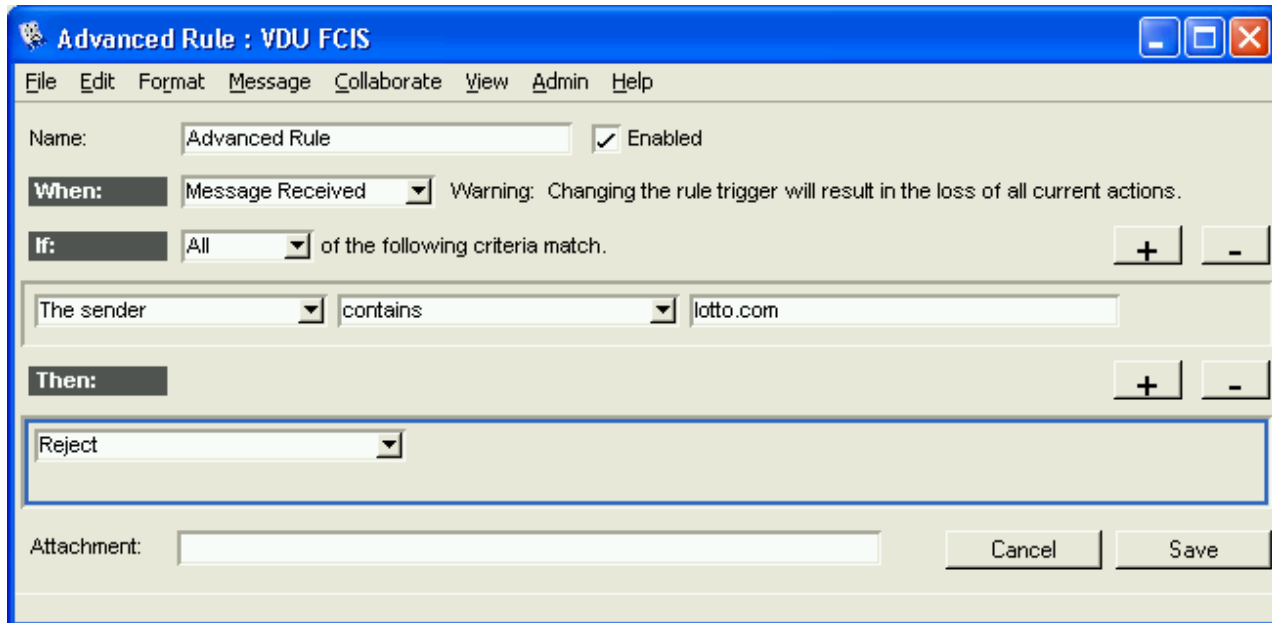 Advanced Rule : VDU FCIS
File Edit Format Message Collaborate View Admin Help
Name: Advanced Rule Enabled
When: Message Received Warning: Changing the rule trigger will result in the loss of all current actions.
If: All of the following criteria match. + -
The sender contains lotto.com
Then: + -
Reject
Attachment: Cancel Save